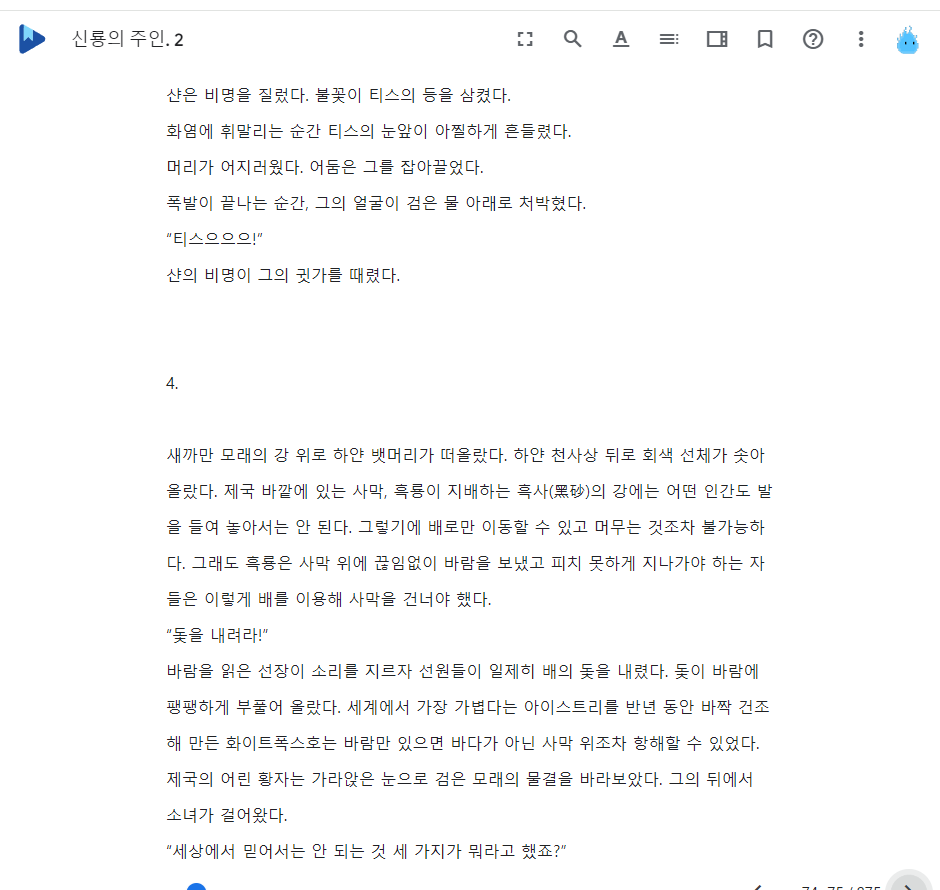 신룡의 주인. 2
샨은 비명을 질렀다. 불꽃이 티스의 등을 삼켰다.
화염에 휘말리는 순간 티스의 눈앞이 아찔하게 흔들렸다.
머리가 어지러웠다. 어둠은 그를 잡아끌었다.
폭발이 끝나는 순간, 그의 얼굴이 검은 물 아래로 처박혔다.
“티스으으으!”
샨의 비명이 그의 귓가를 때렸다.
4.
새까만 모래의 강 위로 하얀 뱃머리가 떠올랐다. 하얀 천사상 뒤로 회색 선체가 솟아
올랐다. 제국 바깥에 있는 사막, 흑룡이 지배하는 흑사(黑砂)의 강에는 어떤 인간도 발
을 들여 놓아서는 안 된다. 그렇기에 배로만 이동할 수 있고 머무는 것조차 불가능하
다. 그래도 흑룡은 사막 위에 끊임없이 바람을 보냈고 피치 못하게 지나가야 하는 자
들은 이렇게 배를 이용해 사막을 건너야 했다.
“돛을 내려라!”
바람을 읽은 선장이 소리를 지르자 선원들이 일제히 배의 돛을 내렸다. 돛이 바람에
팽팽하게 부풀어 올랐다. 세계에서 가장 가볍다는 아이스트리를 반년 동안 바짝 건조
해 만든 화이트폭스호는 바람만 있으면 바다가 아닌 사막 위조차 항해할 수 있었다.
제국의 어린 황자는 가라앉은 눈으로 검은 모래의 물결을 바라보았다. 그의 뒤에서
소녀가 걸어왔다.
“세상에서 믿어서는 안 되는 것 세 가지가 뭐라고 했죠?”